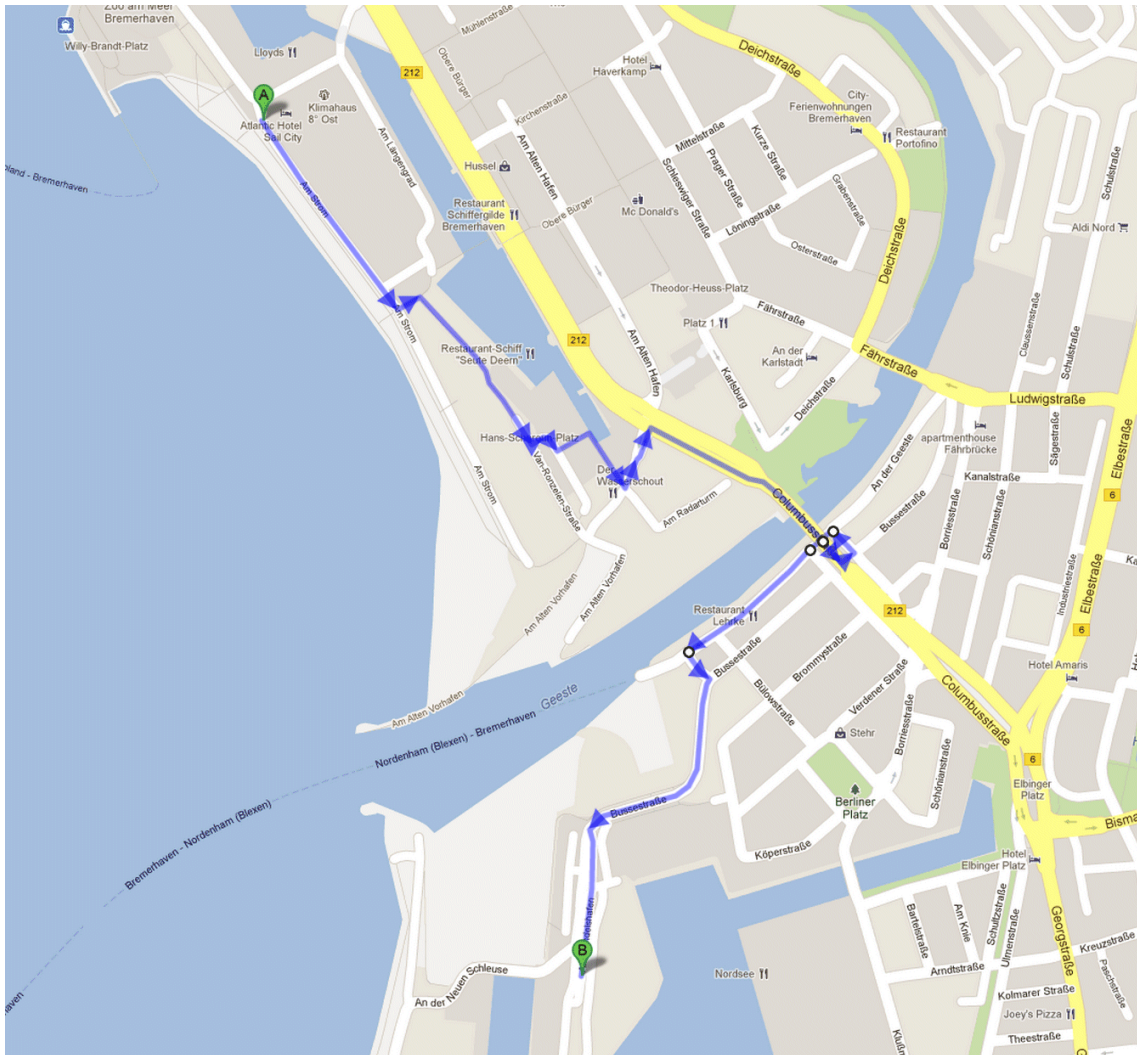 Zoo am Meer
Bremerhaven
Willy-Brandt-Platz
Lloyds
A
Klimahaus
8° Ost
Atlantic Hotel
Sail City
Am Längengrad
Am Strom
212
Obere Bürger
Mühlenstraße
Kirchenstraße
Hotel
Haverkamp
Deichstraße
City-
Ferienwohnungen
Bremerhaven
Restaurant
Portofino
Mittelstraße
Kurze Straße
Prager Straße
Schleswiger Straße
Am Alten Hafen
Hussel
Restaurant
Schiffergilde
Bremerhaven
Obere Bürger
Mc Donald's
Löningstraße
Grabenstraße
Osterstraße
Deichstraße
Schulstraße
Aldi Nord
Theodor-Heuss-Platz
Platz 1
Fährstraße
An der
Karlstadt
Fährstraße
Claussenstraße
Schulstraße
Ludwigstraße
Am Strom
Restaurant-Schiff
"Seute Deern"
212
Am Alten Hafen
Karlsburg
Deichstraße
apartmenthouse
Fährbrücke
Sägestraße
Elbestraße
An der Geeste
Kanalstraße
6
Am Strom
Van-Ronzelen-Straße
Wasserschout
Am Radarturm
Bussestraße
Borriesstraße
Schönianstraße
Industriestraße
Elbestraße
6
Am Alten Vorhafen
Am Alten Vorhafen
Restaurant
Lehrke
Bussestraße
212
Brommystraße
Bülowstraße
Verdener Straße
Hotel Amaris
Am Alten Vorhafen
Geeste
Nordenham (Blexen) - Bremerhaven
Columbusstraße
Borriesstraße
Schönianstraße
Stehr
6
Elbinger
Platz
Berliner
Platz
Bussestraße
Köperstraße
Bremerhaven - Nordenham (Blexen)
Hotel
Elbinger Platz
Bartelstraße
Am Knie
Schultzstraße
Ulmenstraße
Georgstraße
Kreuzstraße
Paschstraße
B
An der Neuen Schleuse
Nordsee
Arndtstraße
Kolmarer Straße
Joey's Pizza
Theestraße